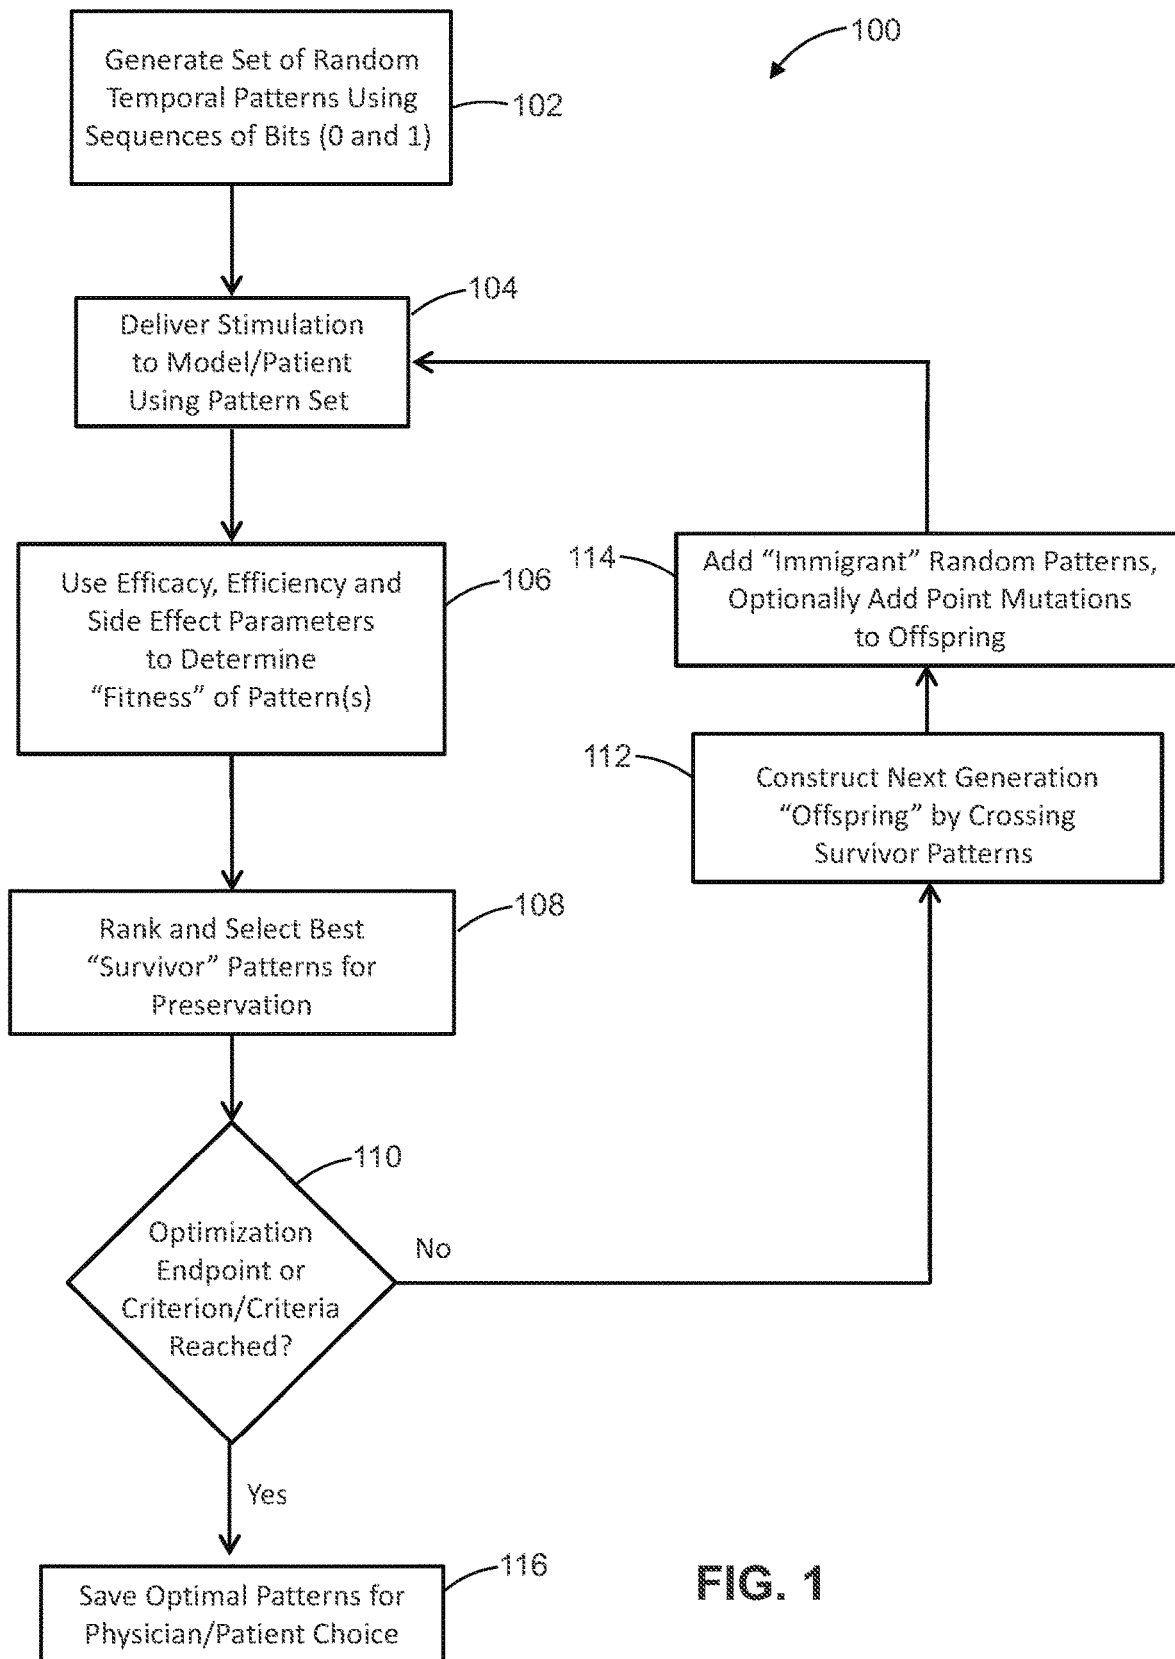 100
Generate Set of Random
Temporal Patterns Using
Sequences of Bits (0 and 1)
102
104
Deliver Stimulation
to Model/Patient
Using Pattern Set
106
Use Efficacy, Efficiency and
Side Effect Parameters
to Determine
“Fitness” of Pattern(s)
108
Rank and Select Best
“Survivor” Patterns for
Preservation
110
Optimization
Endpoint or
Criterion/Criteria
Reached?
No
112
Construct Next Generation
“Offspring” by Crossing
Survivor Patterns
114
Add “Immigrant” Random Patterns,
Optionally Add Point Mutations
to Offspring
Yes
116
Save Optimal Patterns for
Physician/Patient Choice
FIG. 1